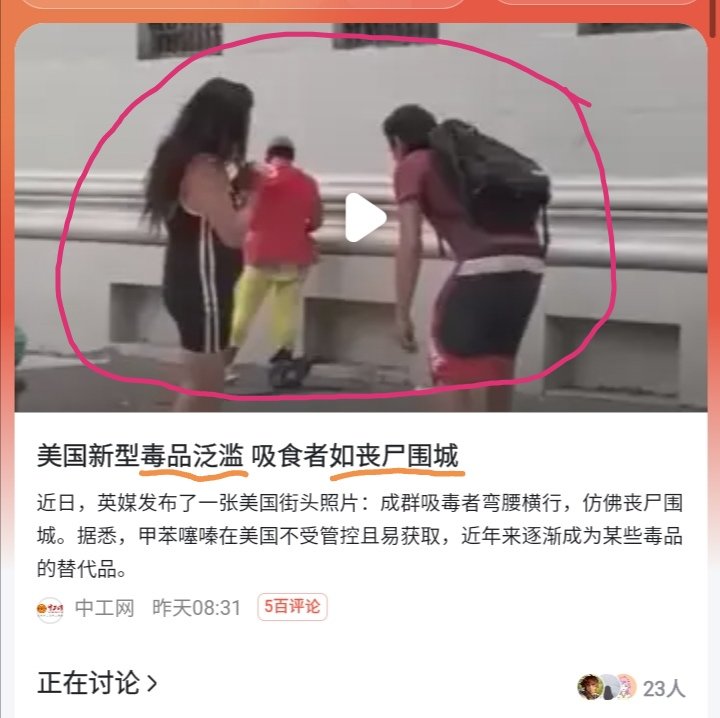 美国新型毒品泛滥 吸食者如丧尸围城
近日，英媒发布了一张美国街头照片：成群吸毒者弯腰横行，仿佛丧尸围
城。据悉，甲苯噻嗪在美国不受管控且易获取，近年来逐渐成为某些毒品
的替代品。
中工网 昨天08:31 5百评论
正在讨论 23人